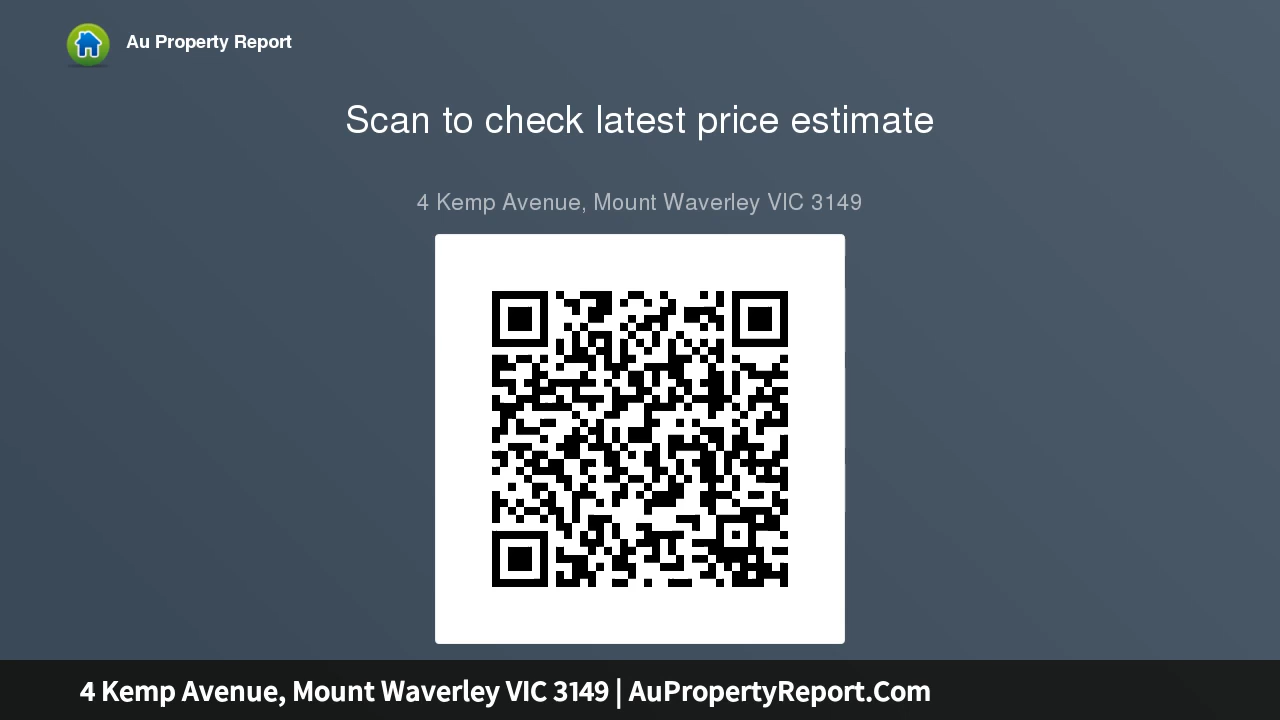 Au Property Report
Scan to check latest price estimate
4 Kemp Avenue, Mount Waverley VIC 3149
4 Kemp Avenue, Mount Waverley VIC 3149 | AuPropertyReport.Com